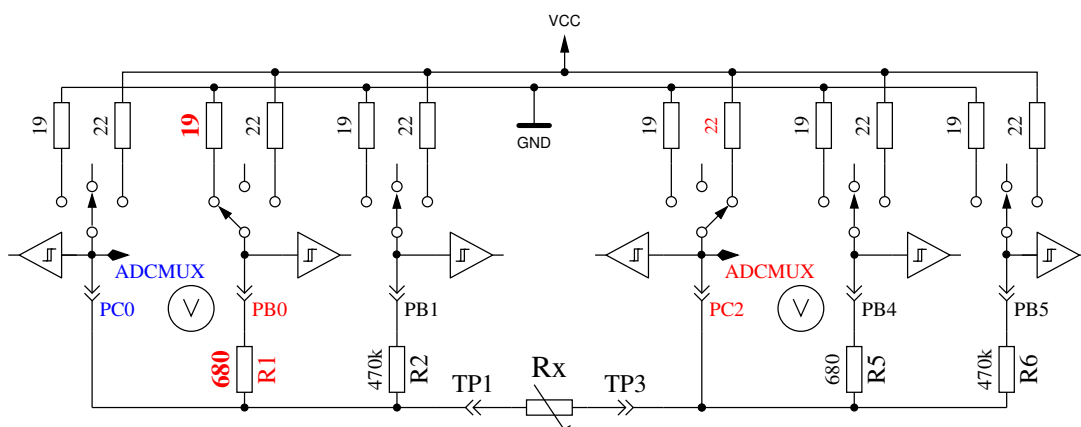 VCC
19
22
19
22
19
22
GND
19
22
19
22
19
22
ADCMUX
ADCMUX
PC0
V
PB0
PB1
PC2
V
PB4
PB5
680
R1
470k
R2
TP1
Rx
TP3
680
R5
470k
R6